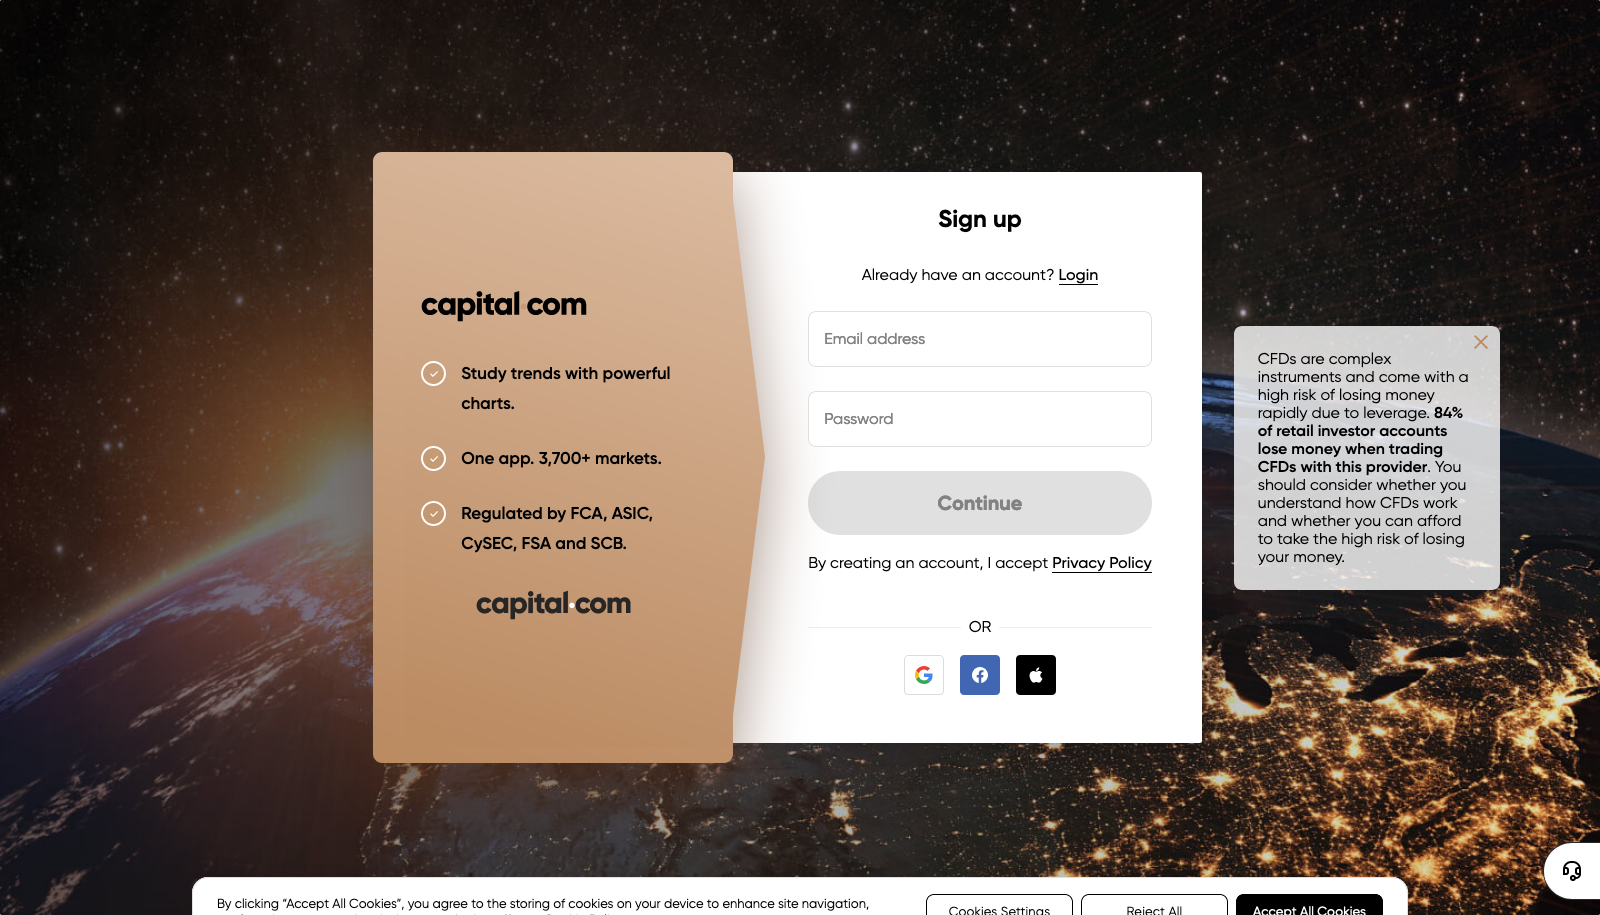 capital com
Study trends with powerful
charts.
One app. 3,700+ markets.
Regulated by FCA, ASIC,
CySEC, FSA and SCB.
capital.com
Sign up
Already have an account? Login
Email address
Password
Continue
By creating an account, I accept Privacy Policy
OR
CFDs are complex
instruments and come with a
high risk of losing money
rapidly due to leverage. 84%
of retail investor accounts
lose money when trading
CFDs with this provider. You
should consider whether you
understand how CFDs work
and whether you can afford
to take the high risk of losing
your money.
By clicking “Accept All Cookies”, you agree to the storing of cookies on your device to enhance site navigation,
Cookies Settings
Reject All
Accept All Cookies